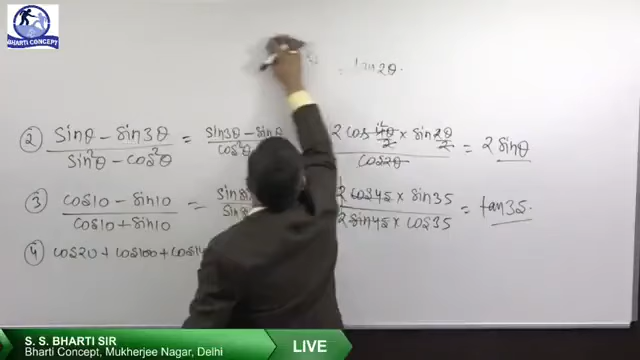 BHARTI CONCEPT
= tan2θ.
② (sinθ - sin3θ)/(sin²θ - cos²θ) = (sin3θ - sinθ)/cos²θ 2 cos 4θ/2 × sin 2θ/2 / cos2θ = 2 sinθ
③ (cos10 - sin10)/(cos10 + sin10) = 2 cos45 × sin35 / 2 sin45 × cos35 = tan35.
④ cos20 + cos100 + cos14
S. S. BHARTI SIR
Bharti Concept, Mukherjee Nagar, Delhi
LIVE